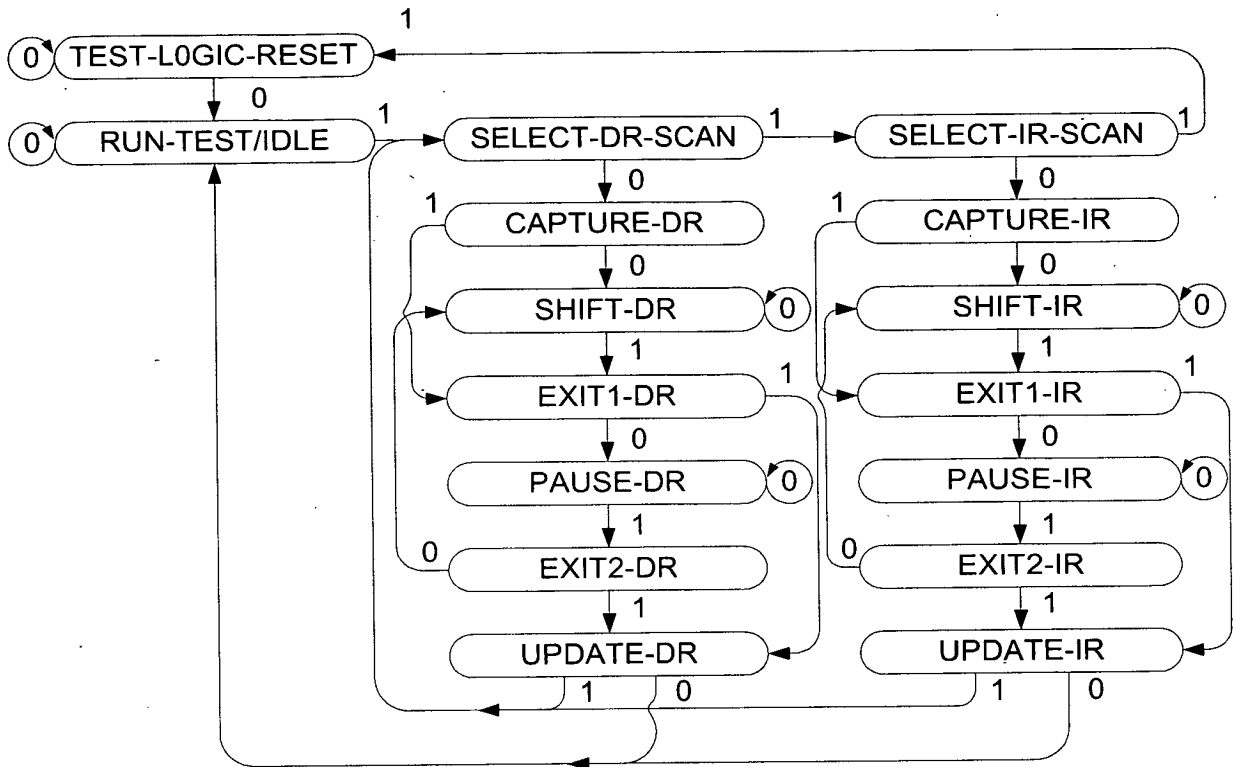 1
0 TEST-L0GIC-RESET
0
1
0 RUN-TEST/IDLE
SELECT-DR-SCAN
1
SELECT-IR-SCAN
1
0
0
1
CAPTURE-DR
1
CAPTURE-IR
0
0
SHIFT-DR 0
SHIFT-IR 0
1
1
EXIT1-DR
1
EXIT1-IR
1
0
0
PAUSE-DR 0
PAUSE-IR 0
1
1
0
EXIT2-DR
0
EXIT2-IR
1
1
UPDATE-DR
UPDATE-IR
1 0
1 0